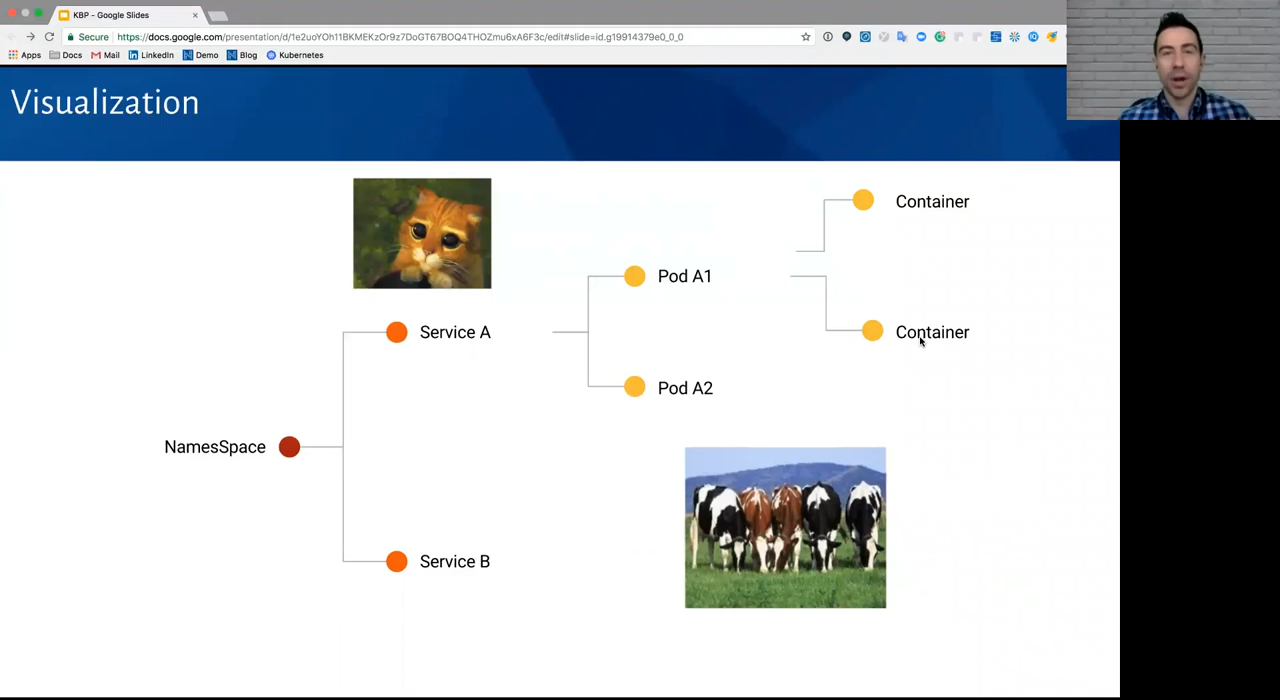 KBP - Google Slides
Secure https://docs.google.com/presentation/d/1e2uoYOh11BKMEKzOr9z7DoGT67BOQ4THOZmu6xA6F3c/edit#slide=id.g19914379e0_0_0
Apps Docs Mail LinkedIn Demo Blog Kubernetes
Visualization
Container
Pod A1
Service A
Container
Pod A2
NamesSpace
Service B